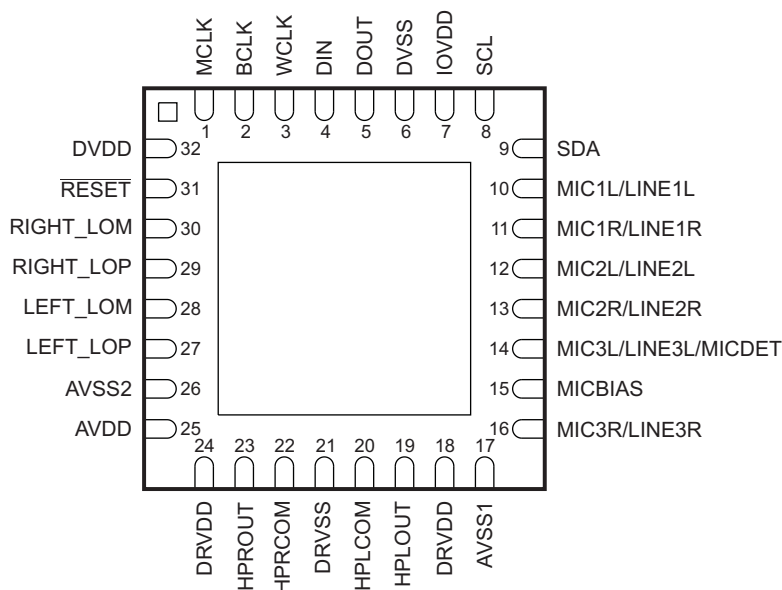 MCLK
BCLK
WCLK
DIN
DOUT
DVSS
IOVDD
SCL
1
2
3
4
5
6
7
8
DVDD 32
RESET 31
RIGHT_LOM 30
RIGHT_LOP 29
LEFT_LOM 28
LEFT_LOP 27
AVSS2 26
AVDD 25
9 SDA
10 MIC1L/LINE1L
11 MIC1R/LINE1R
12 MIC2L/LINE2L
13 MIC2R/LINE2R
14 MIC3L/LINE3L/MICDET
15 MICBIAS
16 MIC3R/LINE3R
24
23
22
21
20
19
18
17
DRVDD
HPROUT
HPRCOM
DRVSS
HPLCOM
HPLOUT
DRVDD
AVSS1